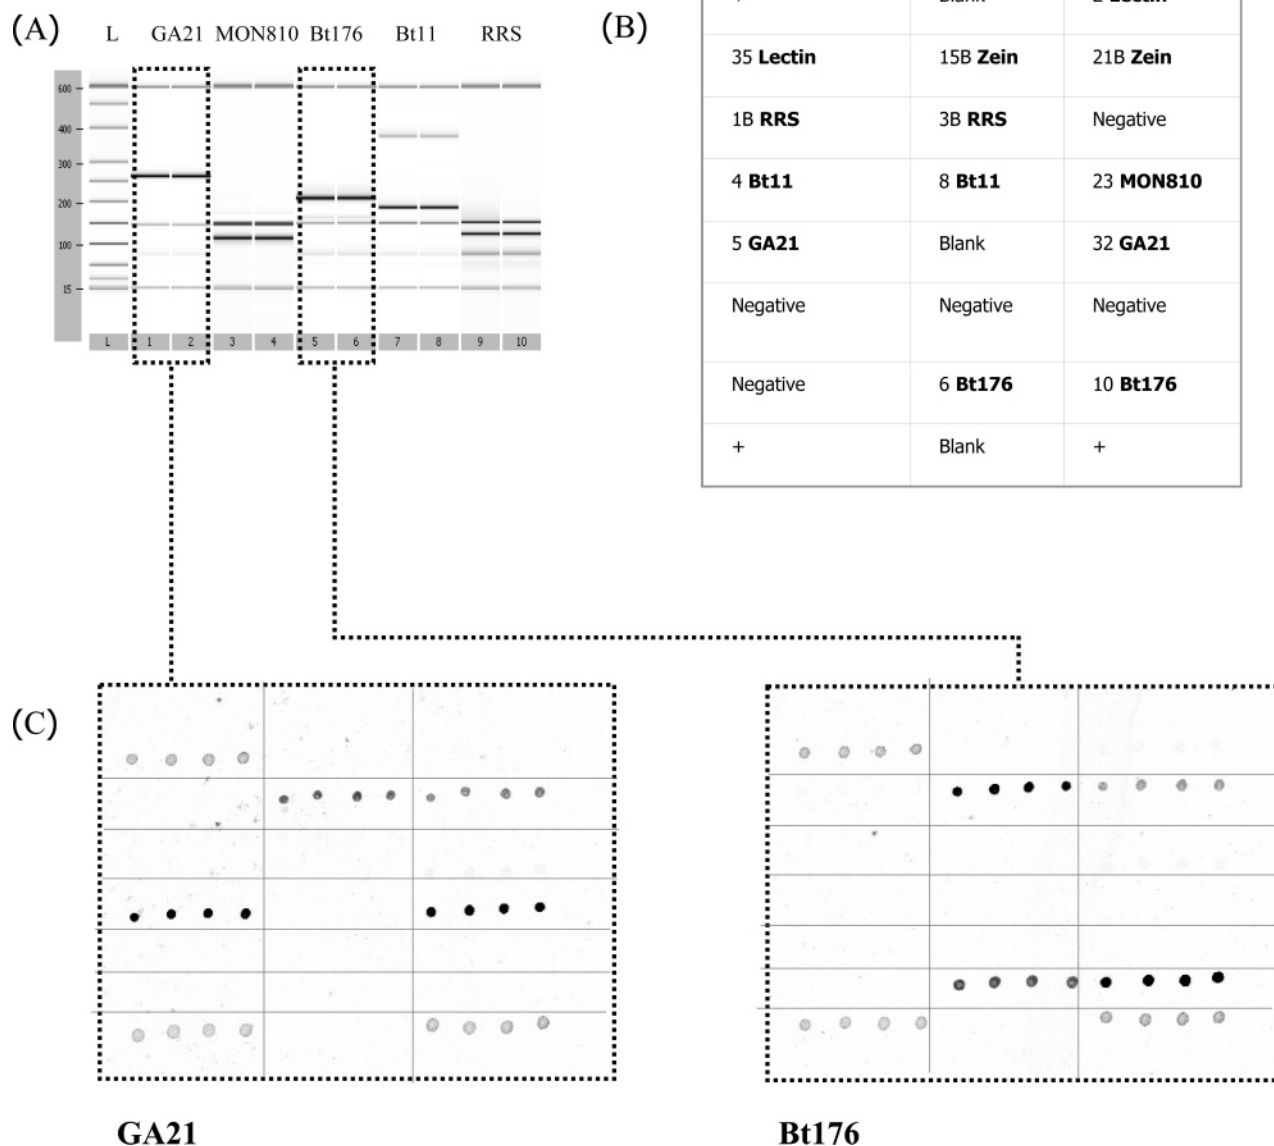 (A)
L GA21 MON810 Bt176 Bt11 RRS
600
400
300
200
100
15
L 1 2 3 4 5 6 7 8 9 10
(B)
35 Lectin 15B Zein 21B Zein
1B RRS 3B RRS Negative
4 Bt11 8 Bt11 23 MON810
5 GA21 Blank 32 GA21
Negative Negative Negative
Negative 6 Bt176 10 Bt176
+ Blank +
(C)
GA21 Bt176